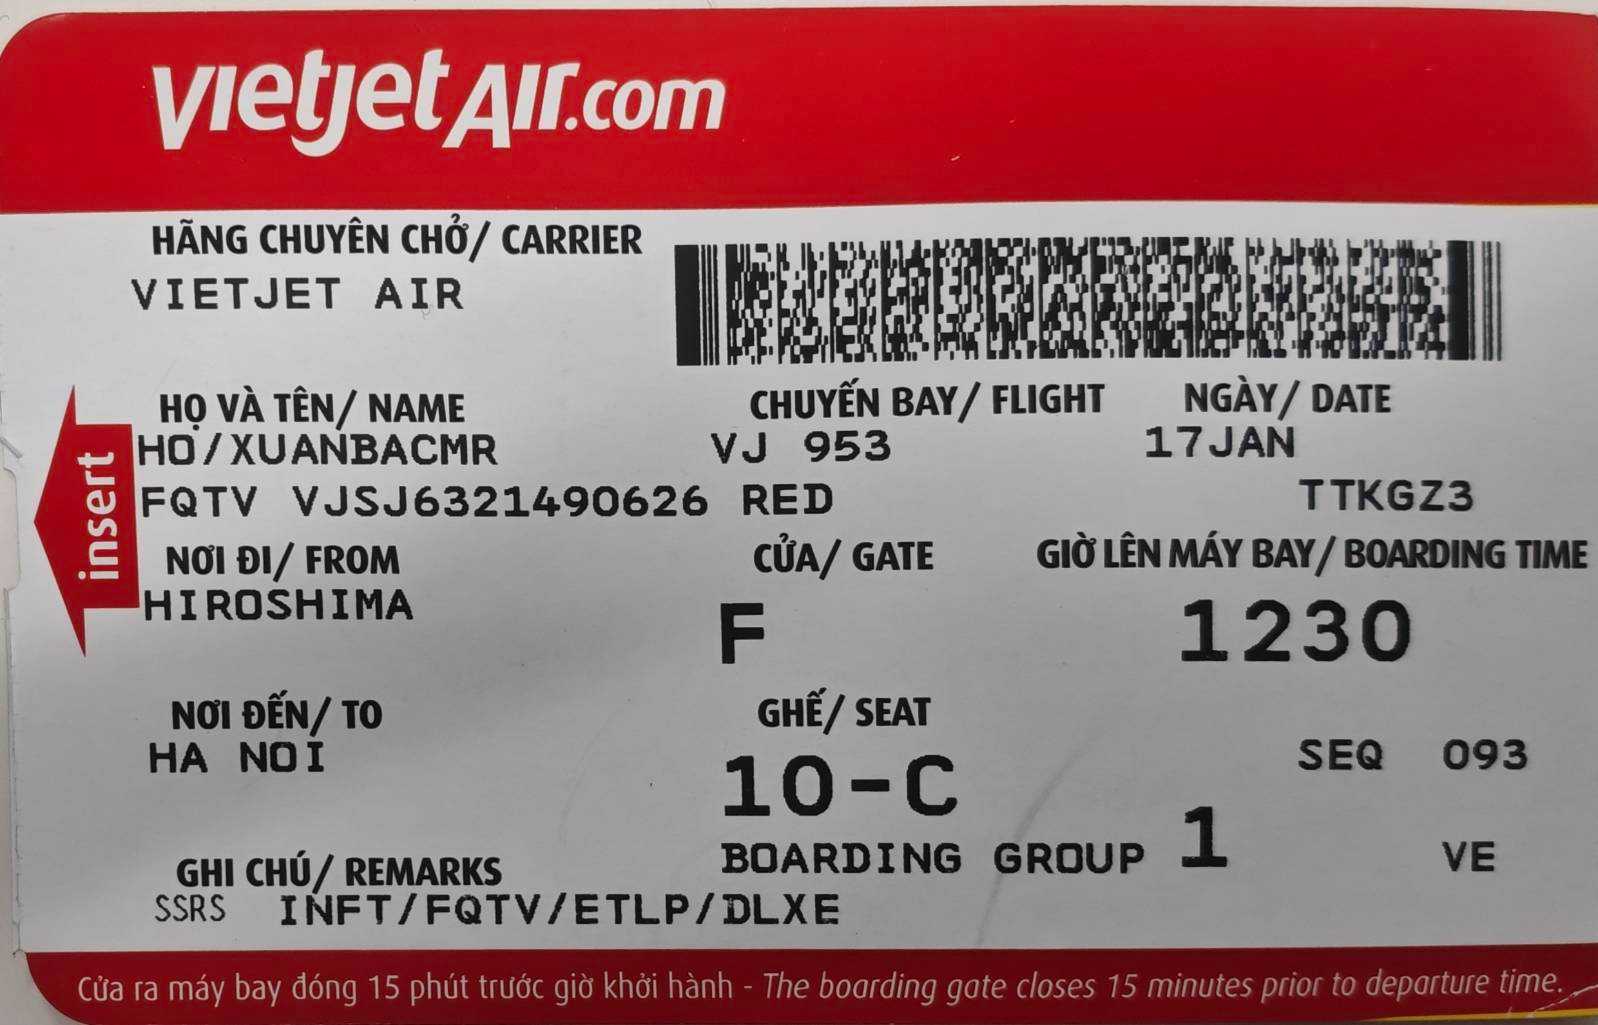 vietjetAir.com
HÃNG CHUYÊN CHỞ/ CARRIER
VIETJET AIR
HỌ VÀ TÊN/ NAME
HO/XUANBACMR
CHUYẾN BAY/ FLIGHT
VJ 953
NGÀY/ DATE
17JAN
FQTV VJSJ6321490626 RED
TTKGZ3
insert
NƠI ĐI/ FROM
HIROSHIMA
CỬA/ GATE
F
GIỜ LÊN MÁY BAY/ BOARDING TIME
1230
NƠI ĐẾN/ TO
HA NOI
GHẾ/ SEAT
10-C
SEQ 093
BOARDING GROUP 1
VE
GHI CHÚ/ REMARKS
SSRS INFT/FQTV/ETLP/DLXE
Cửa ra máy bay đóng 15 phút trước giờ khởi hành - The boarding gate closes 15 minutes prior to departure time.